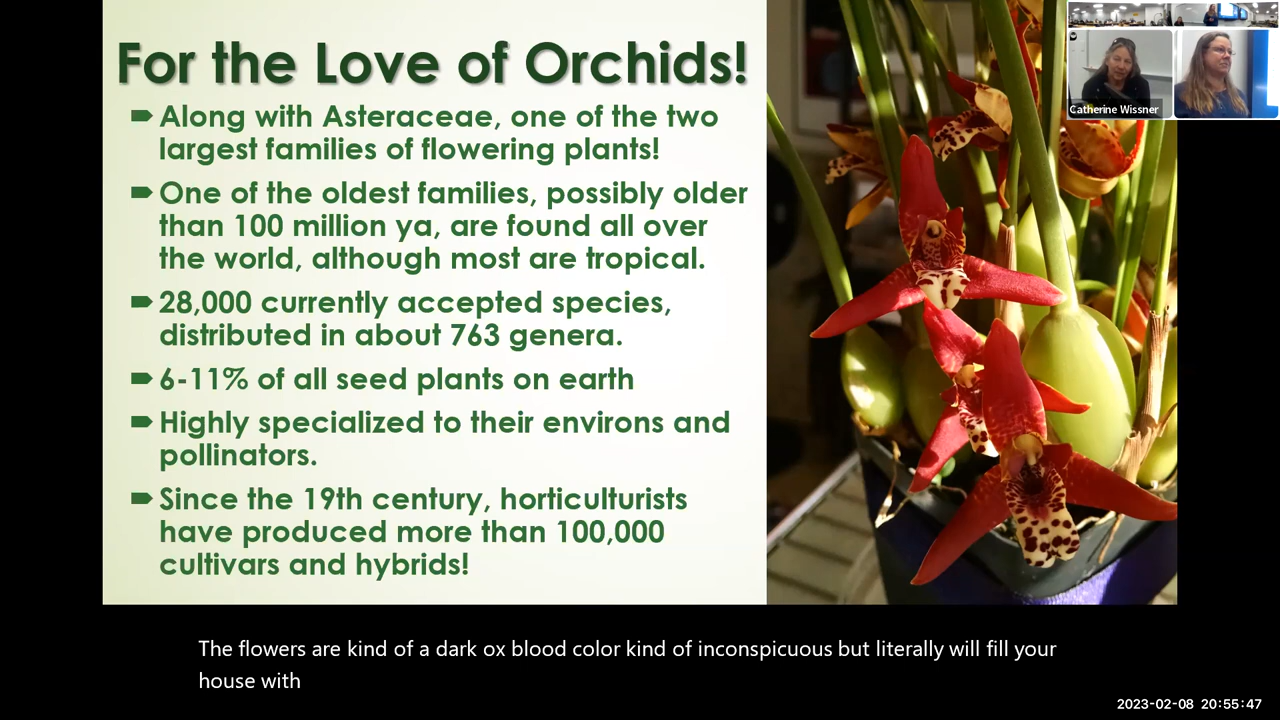 For the Love of Orchids!
Along with Asteraceae, one of the two
largest families of flowering plants!
One of the oldest families, possibly older
than 100 million ya, are found all over
the world, although most are tropical.
28,000 currently accepted species,
distributed in about 763 genera.
6-11% of all seed plants on earth
Highly specialized to their environs and
pollinators.
Since the 19th century, horticulturists
have produced more than 100,000
cultivars and hybrids!
Catherine Wissner
The flowers are kind of a dark ox blood color kind of inconspicuous but literally will fill your
house with
2023-02-08 20:55:47